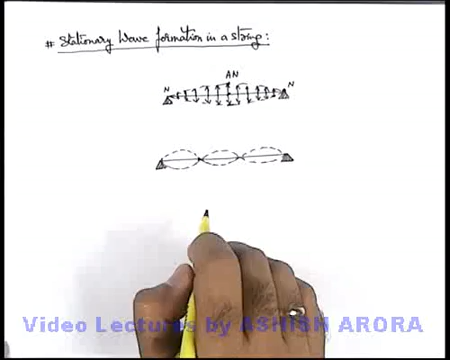 # Stationary Wave formation in a string:
AN
N N
Video Lectures by ASHISH ARORA